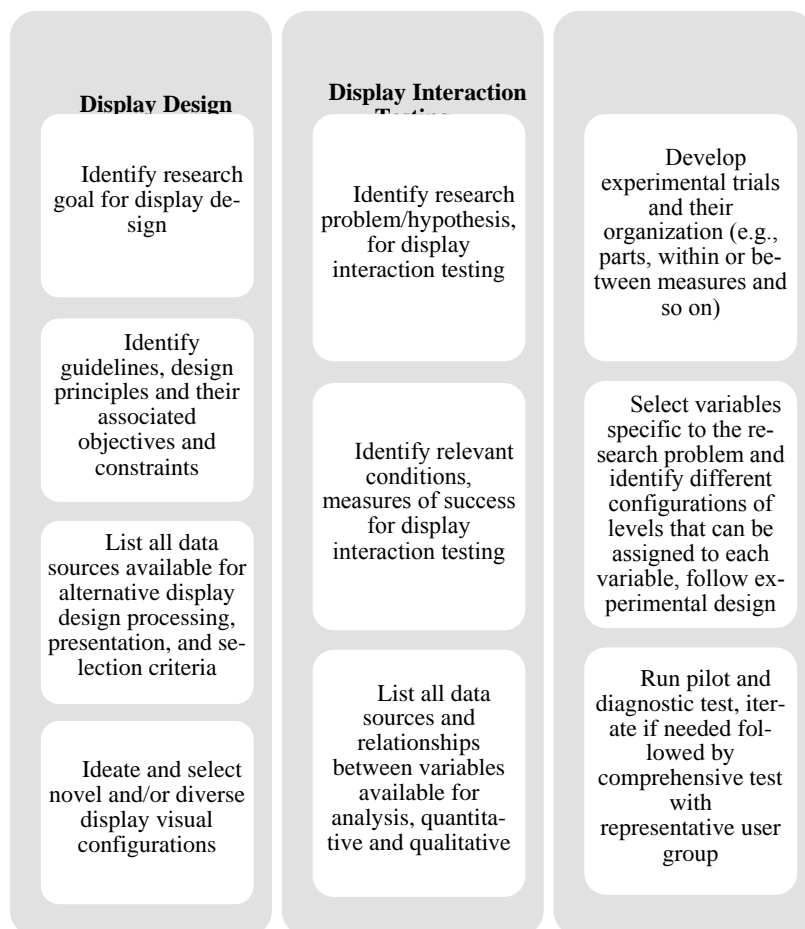 Display Design
Identify research
goal for display de-
sign
Identify
guidelines, design
principles and their
associated
objectives and
constraints
List all data
sources available for
alternative display
design processing,
presentation, and se-
lection criteria
Ideate and select
novel and/or diverse
display visual
configurations
Display Interaction
Testing
Identify research
problem/hypothesis,
for display
interaction testing
Identify relevant
conditions,
measures of success
for display
interaction testing
List all data
sources and
relationships
between variables
available for
analysis, quantita-
tive and qualitative
Develop
experimental trials
and their
organization (e.g.,
parts, within or be-
tween measures and
so on)
Select variables
specific to the re-
search problem and
identify different
configurations of
levels that can be
assigned to each
variable, follow ex-
perimental design
Run pilot and
diagnostic test, iter-
ate if needed fol-
lowed by
comprehensive test
with
representative user
group